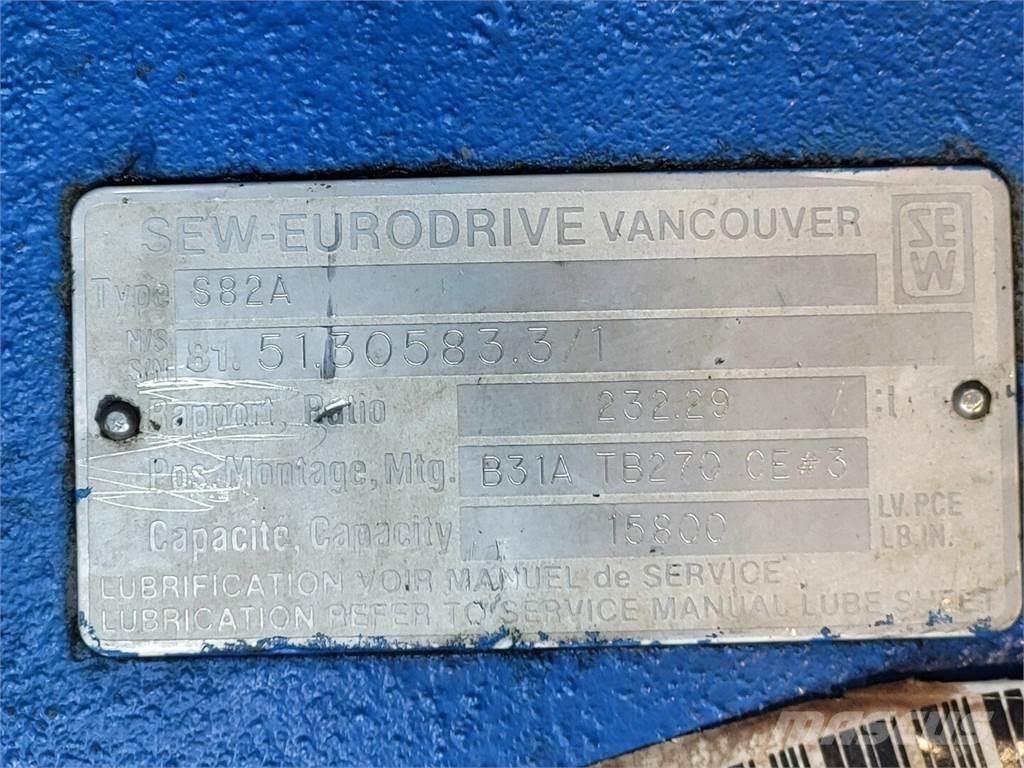 SEW-EURODRIVE VANCOUVER
SEW
Type S82A
N/S. S/N 81. 51.30583.3/1
Rapport, Ratio 232.29 :1
Pos. Montage, Mtg. B31A TB270 CE#3
Capacité, Capacity 15800 LV.PCE LB.IN.
LUBRIFICATION VOIR MANUEL de SERVICE
LUBRICATION REFER TO SERVICE MANUAL LUBE SHEET
MASCUS